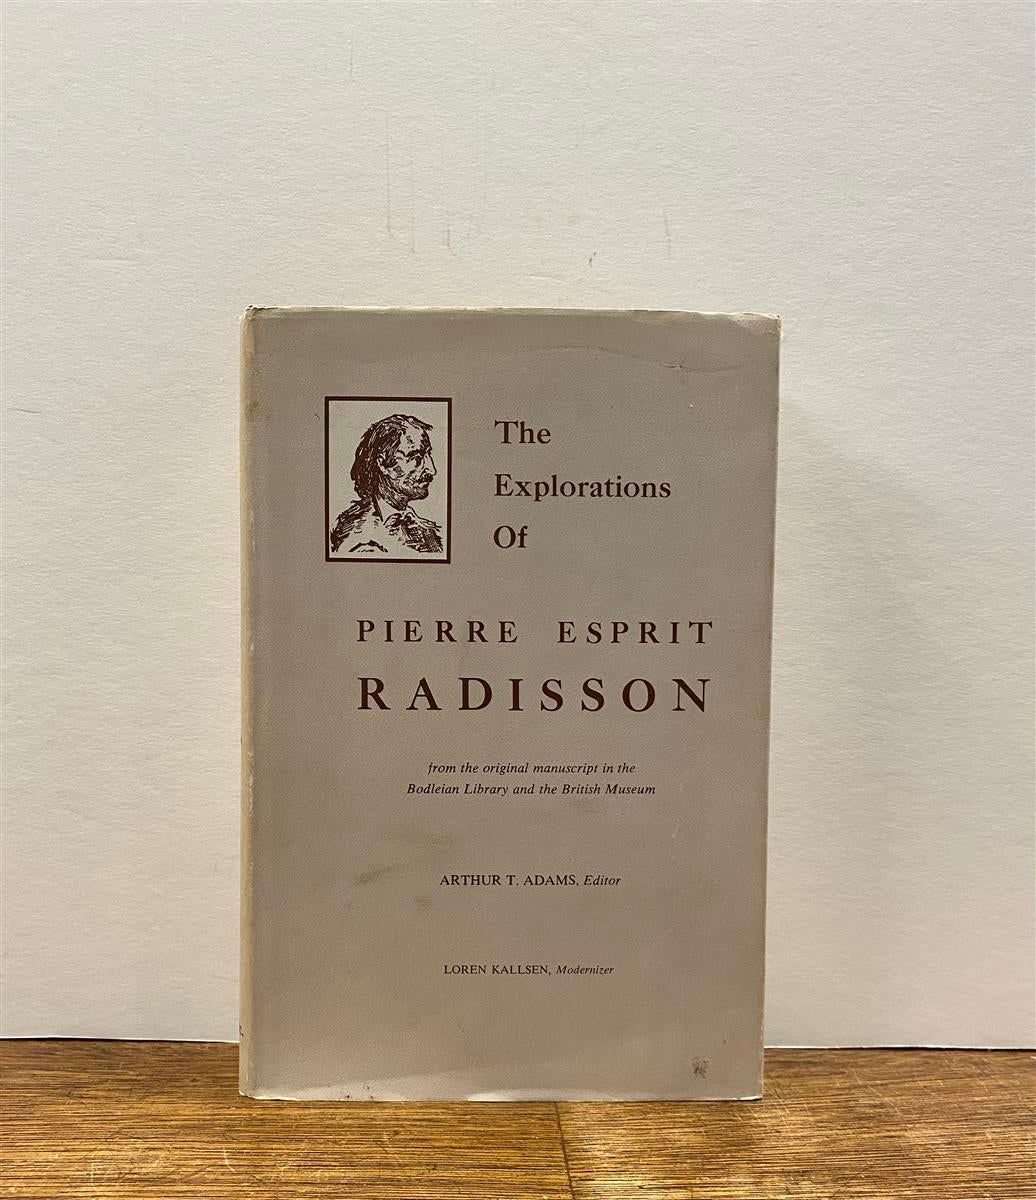 The
Explorations
Of
PIERRE ESPRIT
RADISSON
from the original manuscript in the
Bodleian Library and the British Museum
ARTHUR T. ADAMS, Editor
LOREN KALLSEN, Modernizer